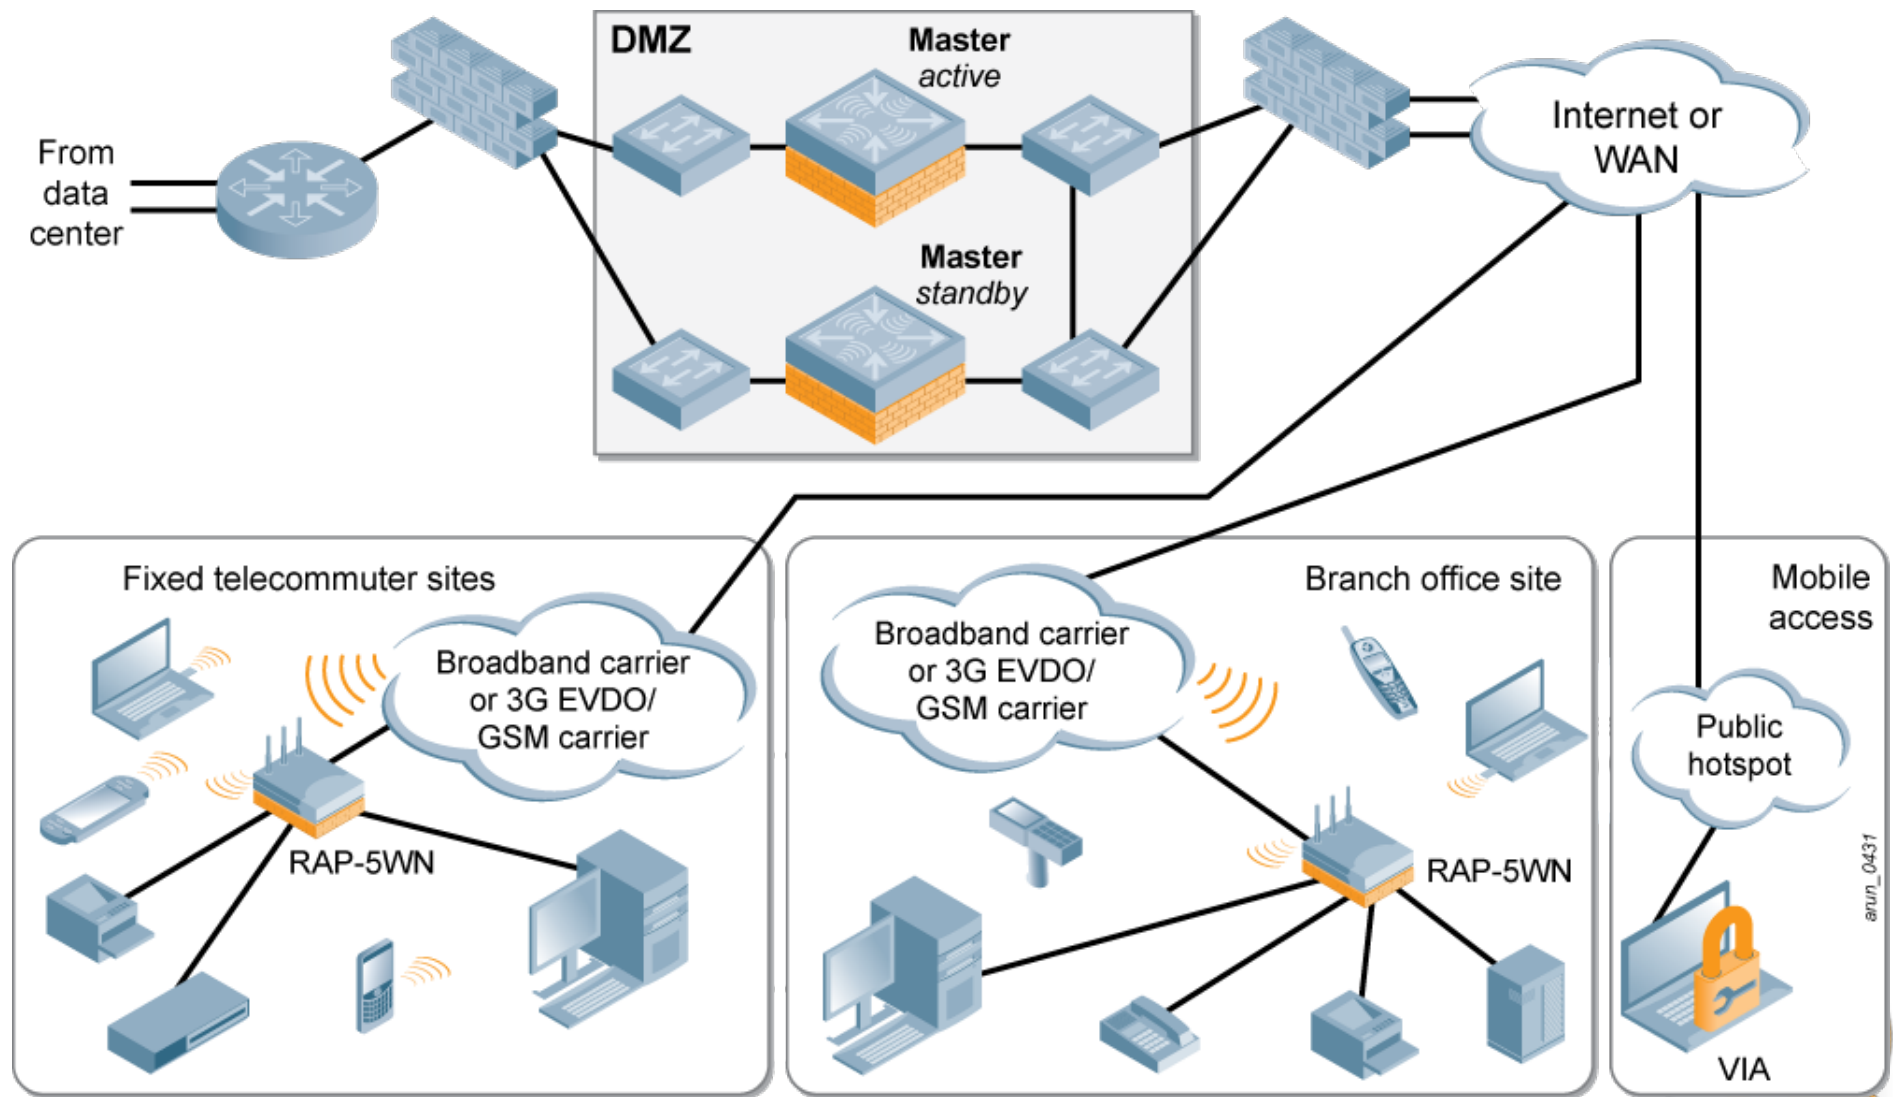 DMZ
Master
active
From
data
center
Internet or
WAN
Master
standby
Fixed telecommuter sites
Broadband carrier
or 3G EVDO/
GSM carrier
RAP-5WN
Branch office site
Broadband carrier
or 3G EVDO/
GSM carrier
RAP-5WN
Mobile
access
Public
hotspot
VIA
arun_0431